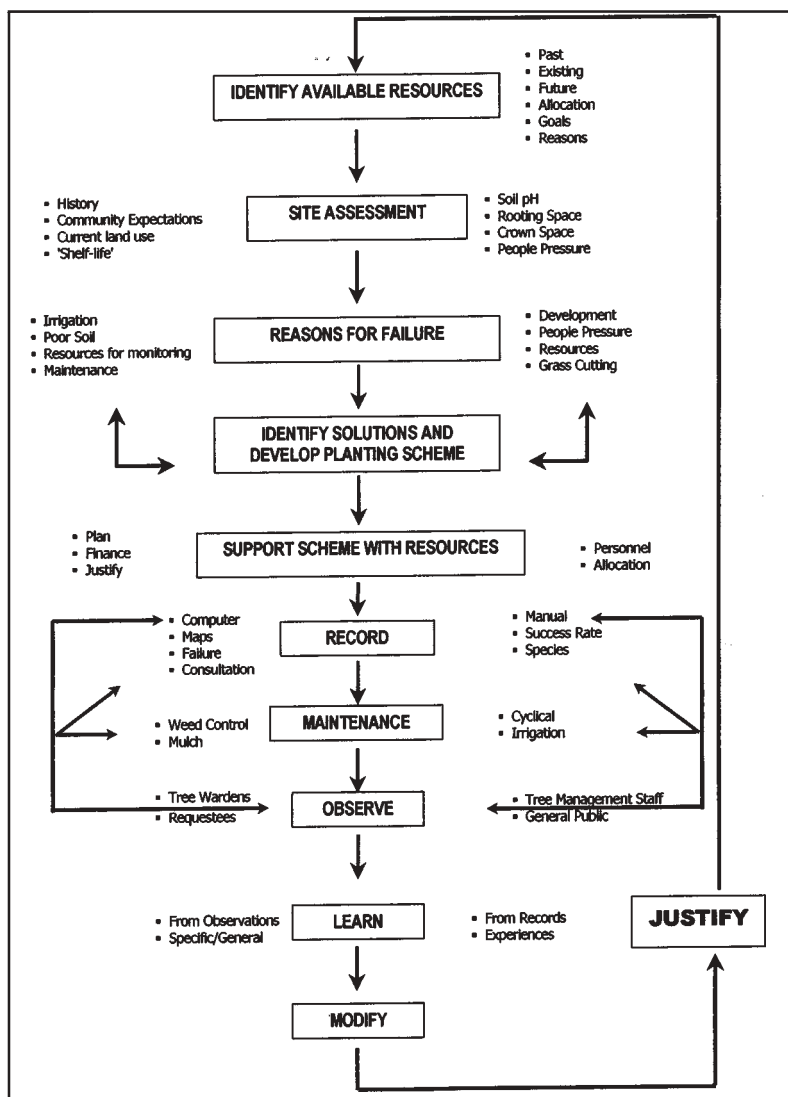 IDENTIFY AVAILABLE RESOURCES
▪ Past
▪ Existing
▪ Future
▪ Allocation
▪ Goals
▪ Reasons
▪ History
▪ Community Expectations
▪ Current land use
▪ 'Shelf-life'
SITE ASSESSMENT
▪ Soil pH
▪ Rooting Space
▪ Crown Space
▪ People Pressure
▪ Irrigation
▪ Poor Soil
▪ Resources for monitoring
▪ Maintenance
REASONS FOR FAILURE
▪ Development
▪ People Pressure
▪ Resources
▪ Grass Cutting
IDENTIFY SOLUTIONS AND
DEVELOP PLANTING SCHEME
▪ Plan
▪ Finance
▪ Justify
SUPPORT SCHEME WITH RESOURCES
▪ Personnel
▪ Allocation
▪ Computer
▪ Maps
▪ Failure
▪ Consultation
RECORD
▪ Manual
▪ Success Rate
▪ Species
▪ Weed Control
▪ Mulch
MAINTENANCE
▪ Cyclical
▪ Irrigation
▪ Tree Wardens
▪ Requestees
OBSERVE
▪ Tree Management Staff
▪ General Public
▪ From Observations
▪ Specific/General
LEARN
▪ From Records
▪ Experiences
JUSTIFY
MODIFY